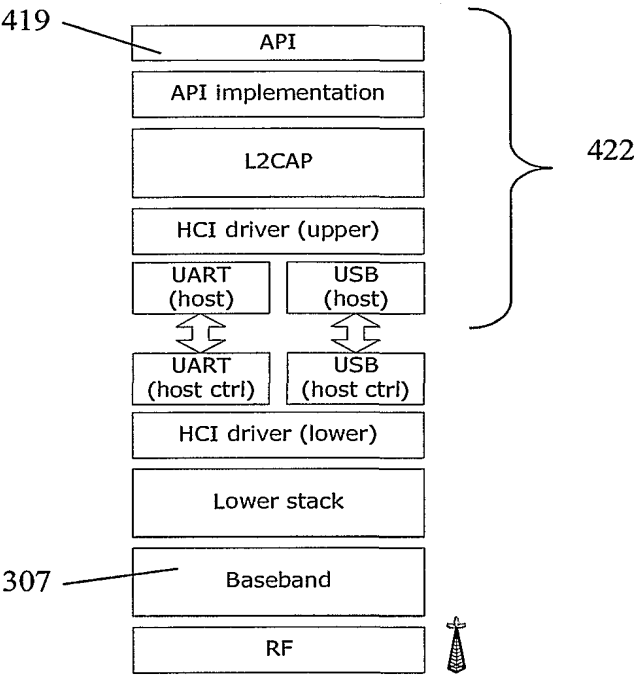 419
API
API implementation
422
L2CAP
HCI driver (upper)
UART
(host)
USB
(host)
UART
(host ctrl)
USB
(host ctrl)
HCI driver (lower)
Lower stack
307
Baseband
RF